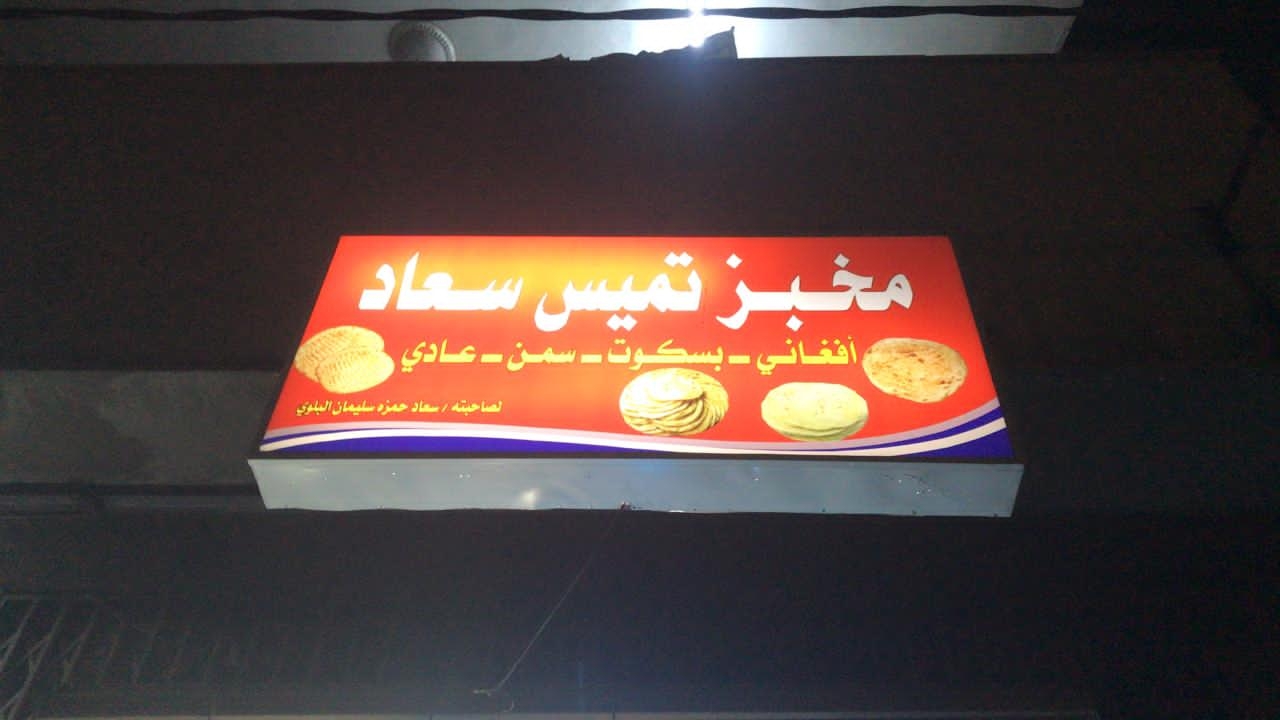 مخبز تميس سعاد
أفغاني - بسكوت - سمن - عادي
لصاحبته / سعاد حمزه سليمان البلوي